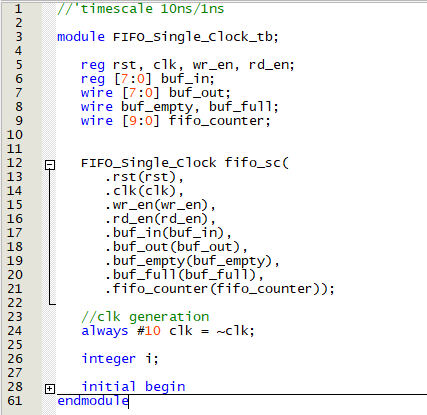 1 //'timescale 10ns/1ns
2
3 module FIFO_Single_Clock_tb;
4
5 reg rst, clk, wr_en, rd_en;
6 reg [7:0] buf_in;
7 wire [7:0] buf_out;
8 wire buf_empty, buf_full;
9 wire [9:0] fifo_counter;
10
11
12 FIFO_Single_Clock fifo_sc(
13 .rst(rst),
14 .clk(clk),
15 .wr_en(wr_en),
16 .rd_en(rd_en),
17 .buf_in(buf_in),
18 .buf_out(buf_out),
19 .buf_empty(buf_empty),
20 .buf_full(buf_full),
21 .fifo_counter(fifo_counter));
22
23 //clk generation
24 always #10 clk = ~clk;
25
26 integer i;
27
28 initial begin
61 endmodule